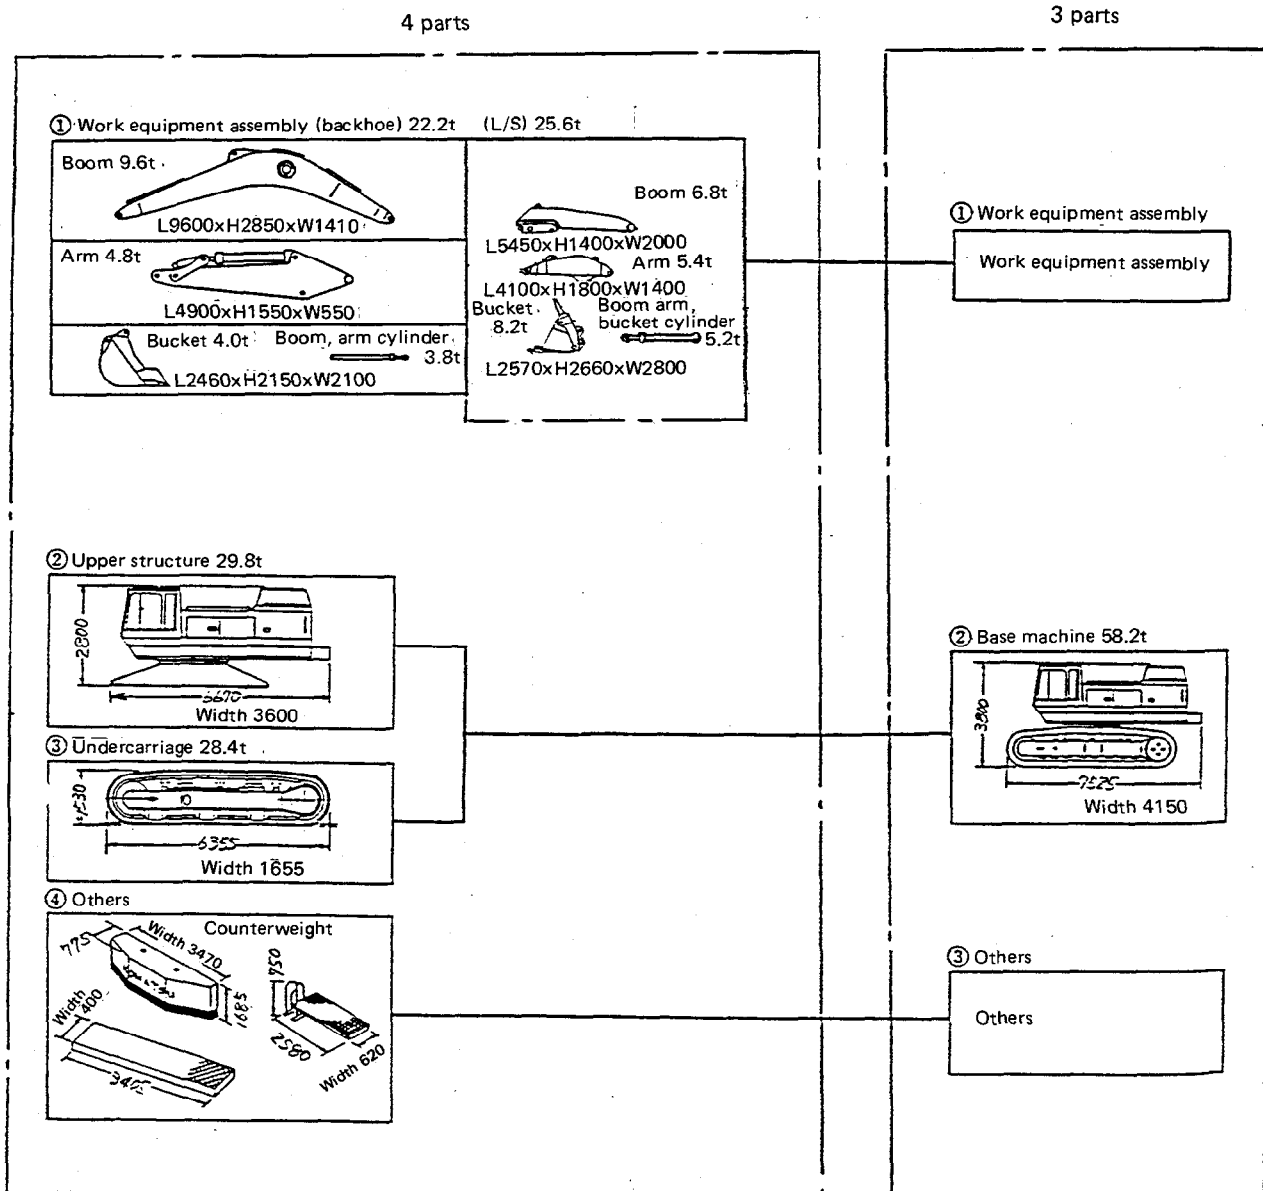 4 parts
3 parts
① Work equipment assembly (backhoe) 22.2t (L/S) 25.6t
Boom 9.6t
L9600xH2850xW1410
Arm 4.8t
L4900xH1550xW550
Bucket 4.0t Boom, arm cylinder
3.8t
L2460xH2150xW2100
Boom 6.8t
L5450xH1400xW2000
Arm 5.4t
L4100xH1800xW1400
Bucket
8.2t
Boom arm,
bucket cylinder
5.2t
L2570xH2660xW2800
① Work equipment assembly
Work equipment assembly
② Upper structure 29.8t
2800
6670
Width 3600
③ Undercarriage 28.4t
1530
6355
Width 1655
② Base machine 58.2t
3800
7525
Width 4150
④ Others
Counterweight
775
Width 3470
1685
Width
400
750
2580
Width 620
③ Others
Others